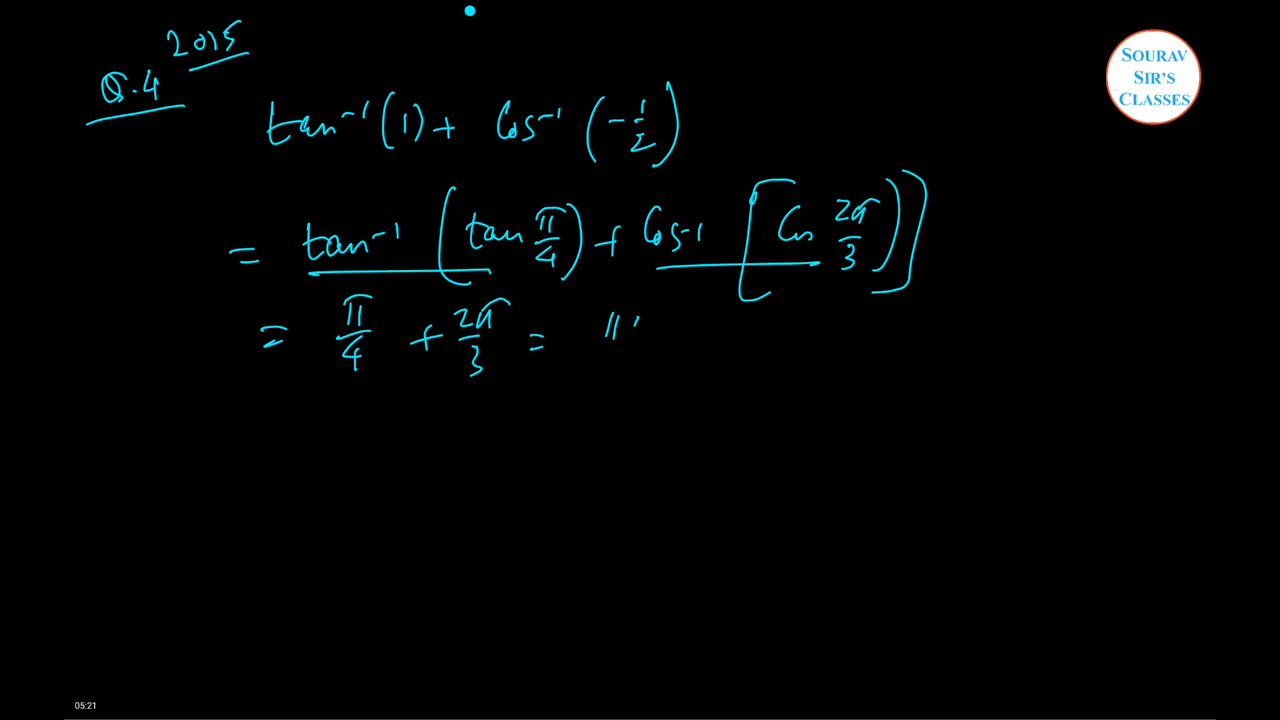 2015
Q.4
SOURAV
SIR'S
CLASSES
tan⁻¹(1) + Cos⁻¹(-1/2)
= tan⁻¹(tan π/4) + Cos⁻¹[Cos 2π/3)]
= π/4 + 2π/3 = 11
05:21